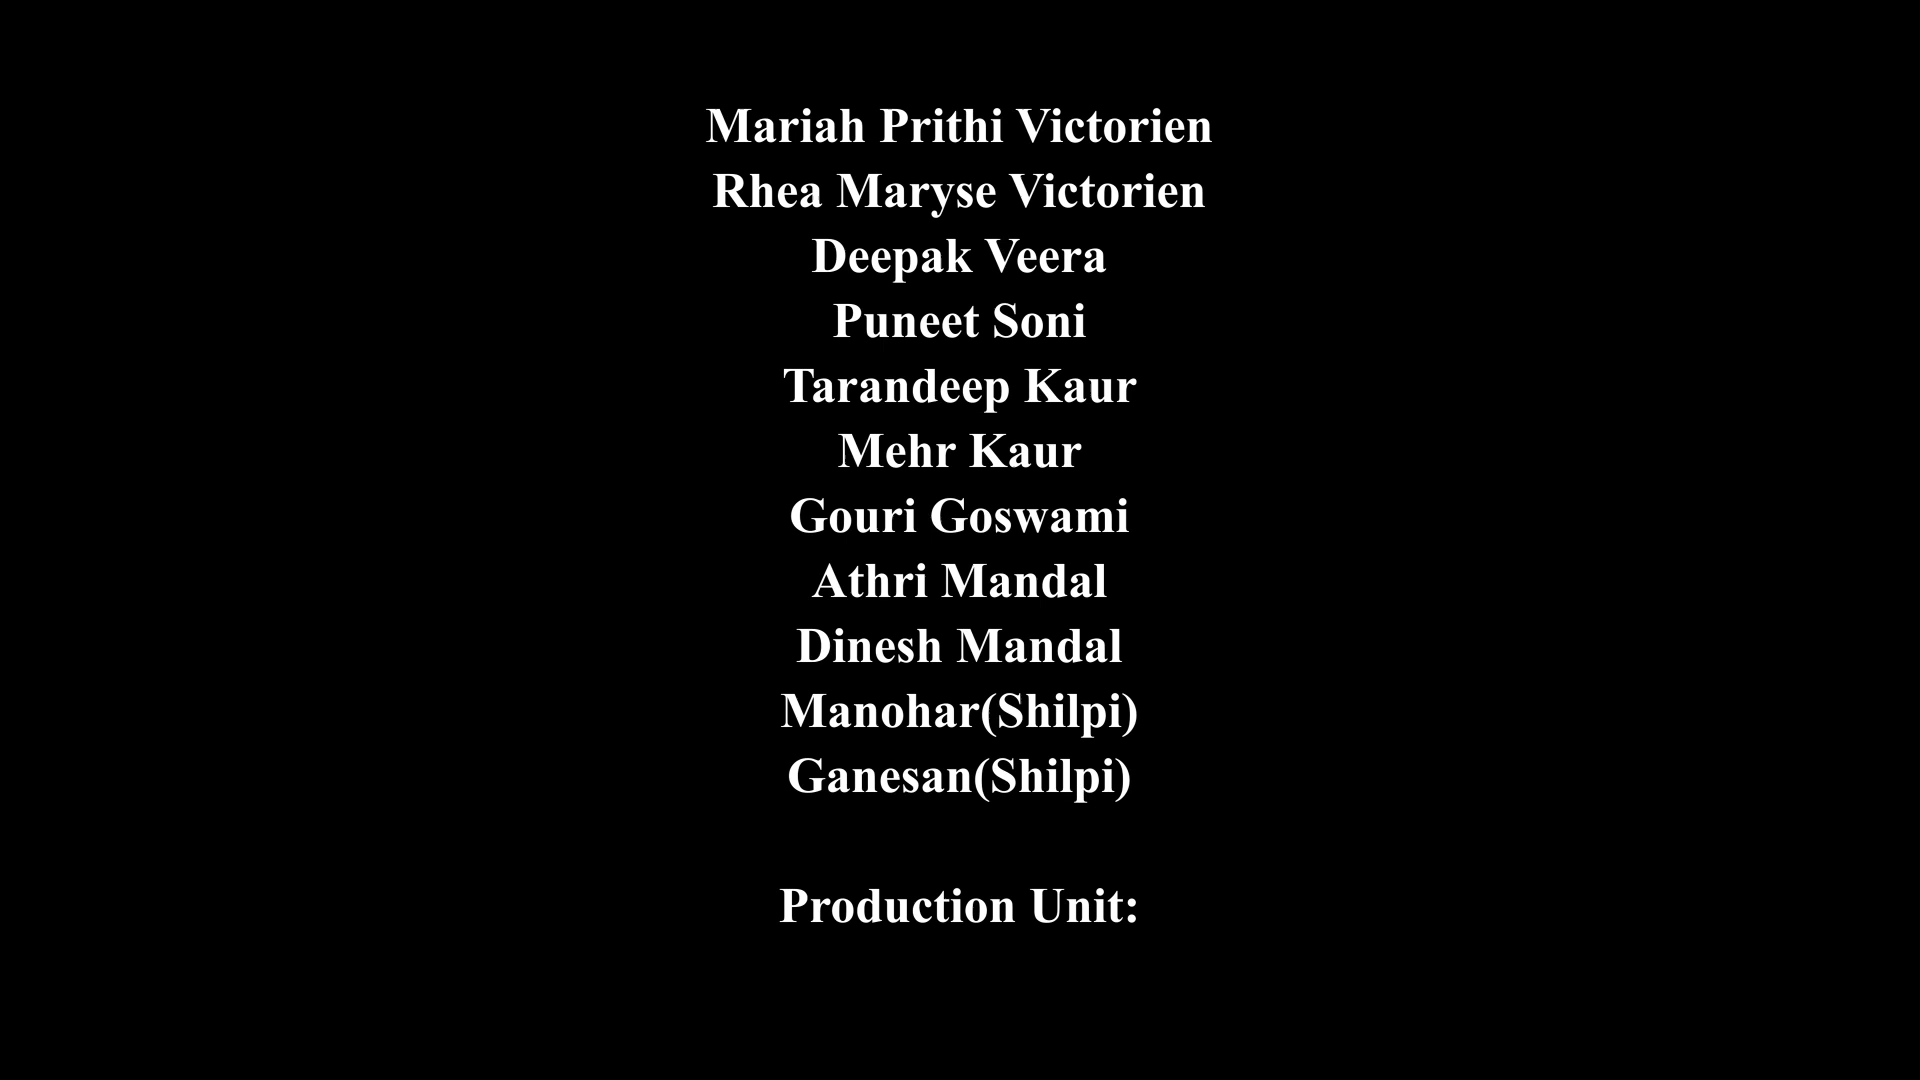 Mariah Prithi Victorien
Rhea Maryse Victorien
Deepak Veera
Puneet Soni
Tarandeep Kaur
Mehr Kaur
Gouri Goswami
Athri Mandal
Dinesh Mandal
Manohar(Shilpi)
Ganesan(Shilpi)
Production Unit: